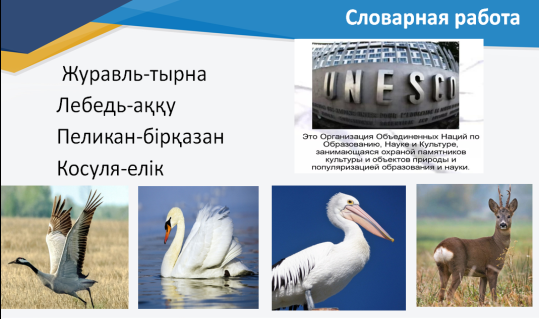 Словарная работа
Журавль-тырна
Лебедь-аққу
Пеликан-бірқазан
Косуля-елік
UNESCO
Это Организация Объединенных Наций по
Образованию, Науке и Культуре,
занимающаяся охраной памятников
культуры и объектов природы и
популяризацией образования и науки.